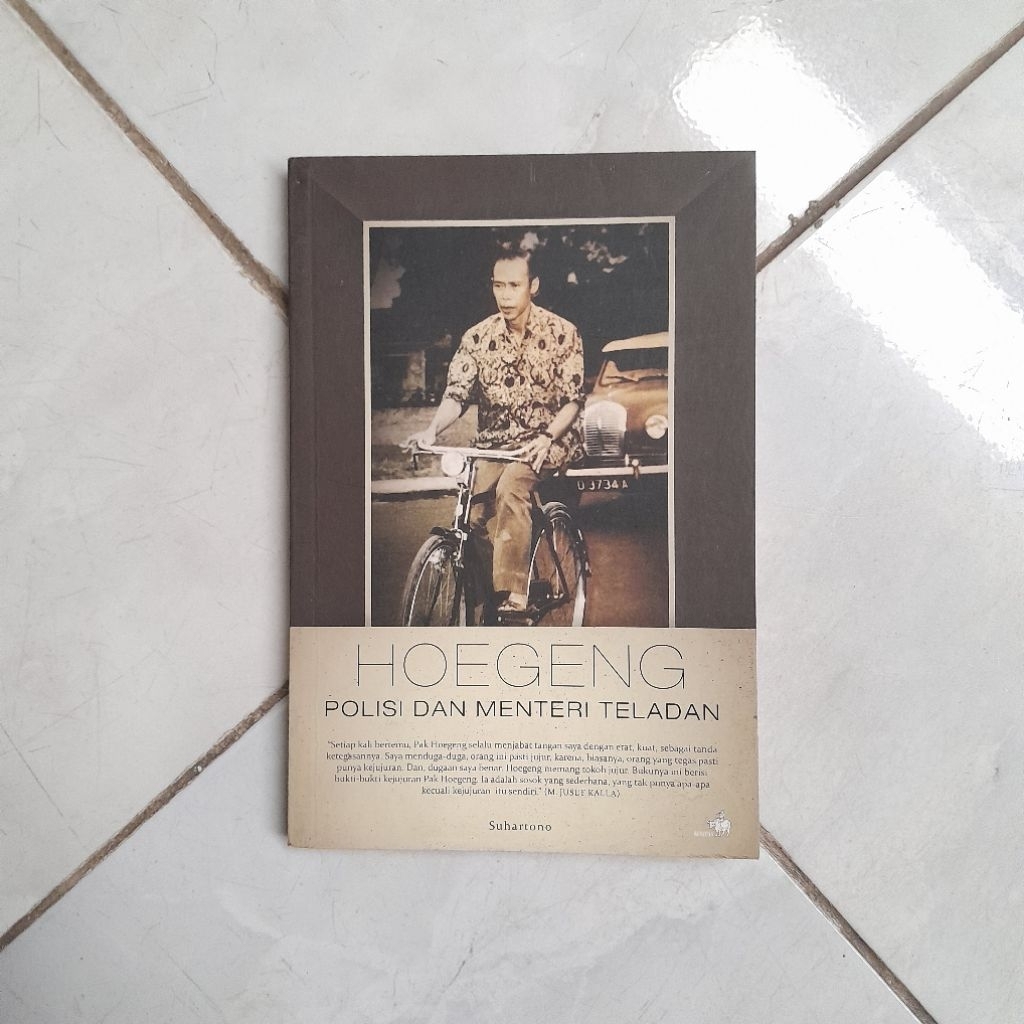 D 3734 A
HOEGENG
POLISI DAN MENTERI TELADAN
"Setiap kali bertemu, Pak Hoegeng selalu menjabat tangan saya dengan erat, kuat, sebagai tanda
ketegasannya. Saya menduga-duga, orang ini pasti jujur, karena, biasanya, orang yang tegas pasti
punya kejujuran. Dan, dugaan saya benar. Hoegeng memang tokoh jujur. Bukunya ini berisi
bukti-bukti kejujuran Pak Hoegeng. Ia adalah sosok yang sederhana, yang tak punya apa-apa
kecuali kejujuran itu sendiri." (M. JUSUF KALLA).
Suhartono